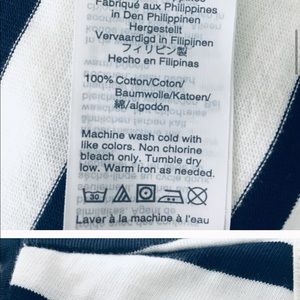 Fabriqué aux Philippines
in Den Philippinen
Hergestellt
Vervaardigd in Filipijnen
フィリピン製
Hecho en Filipinas
100% Cotton/Coton/
Baumwolle/Katoen/
綿/algodón
Machine wash cold with
like colors. Non chlorine
bleach only. Tumble dry
low. Warm iron as needed.
30
Laver à la machine à l'eau